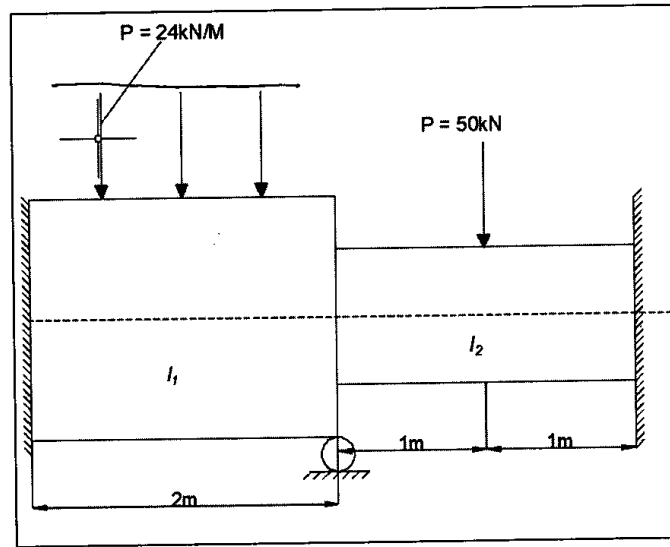 P = 24kN/M
P = 50kN
I₁
I₂
1m
1m
2m